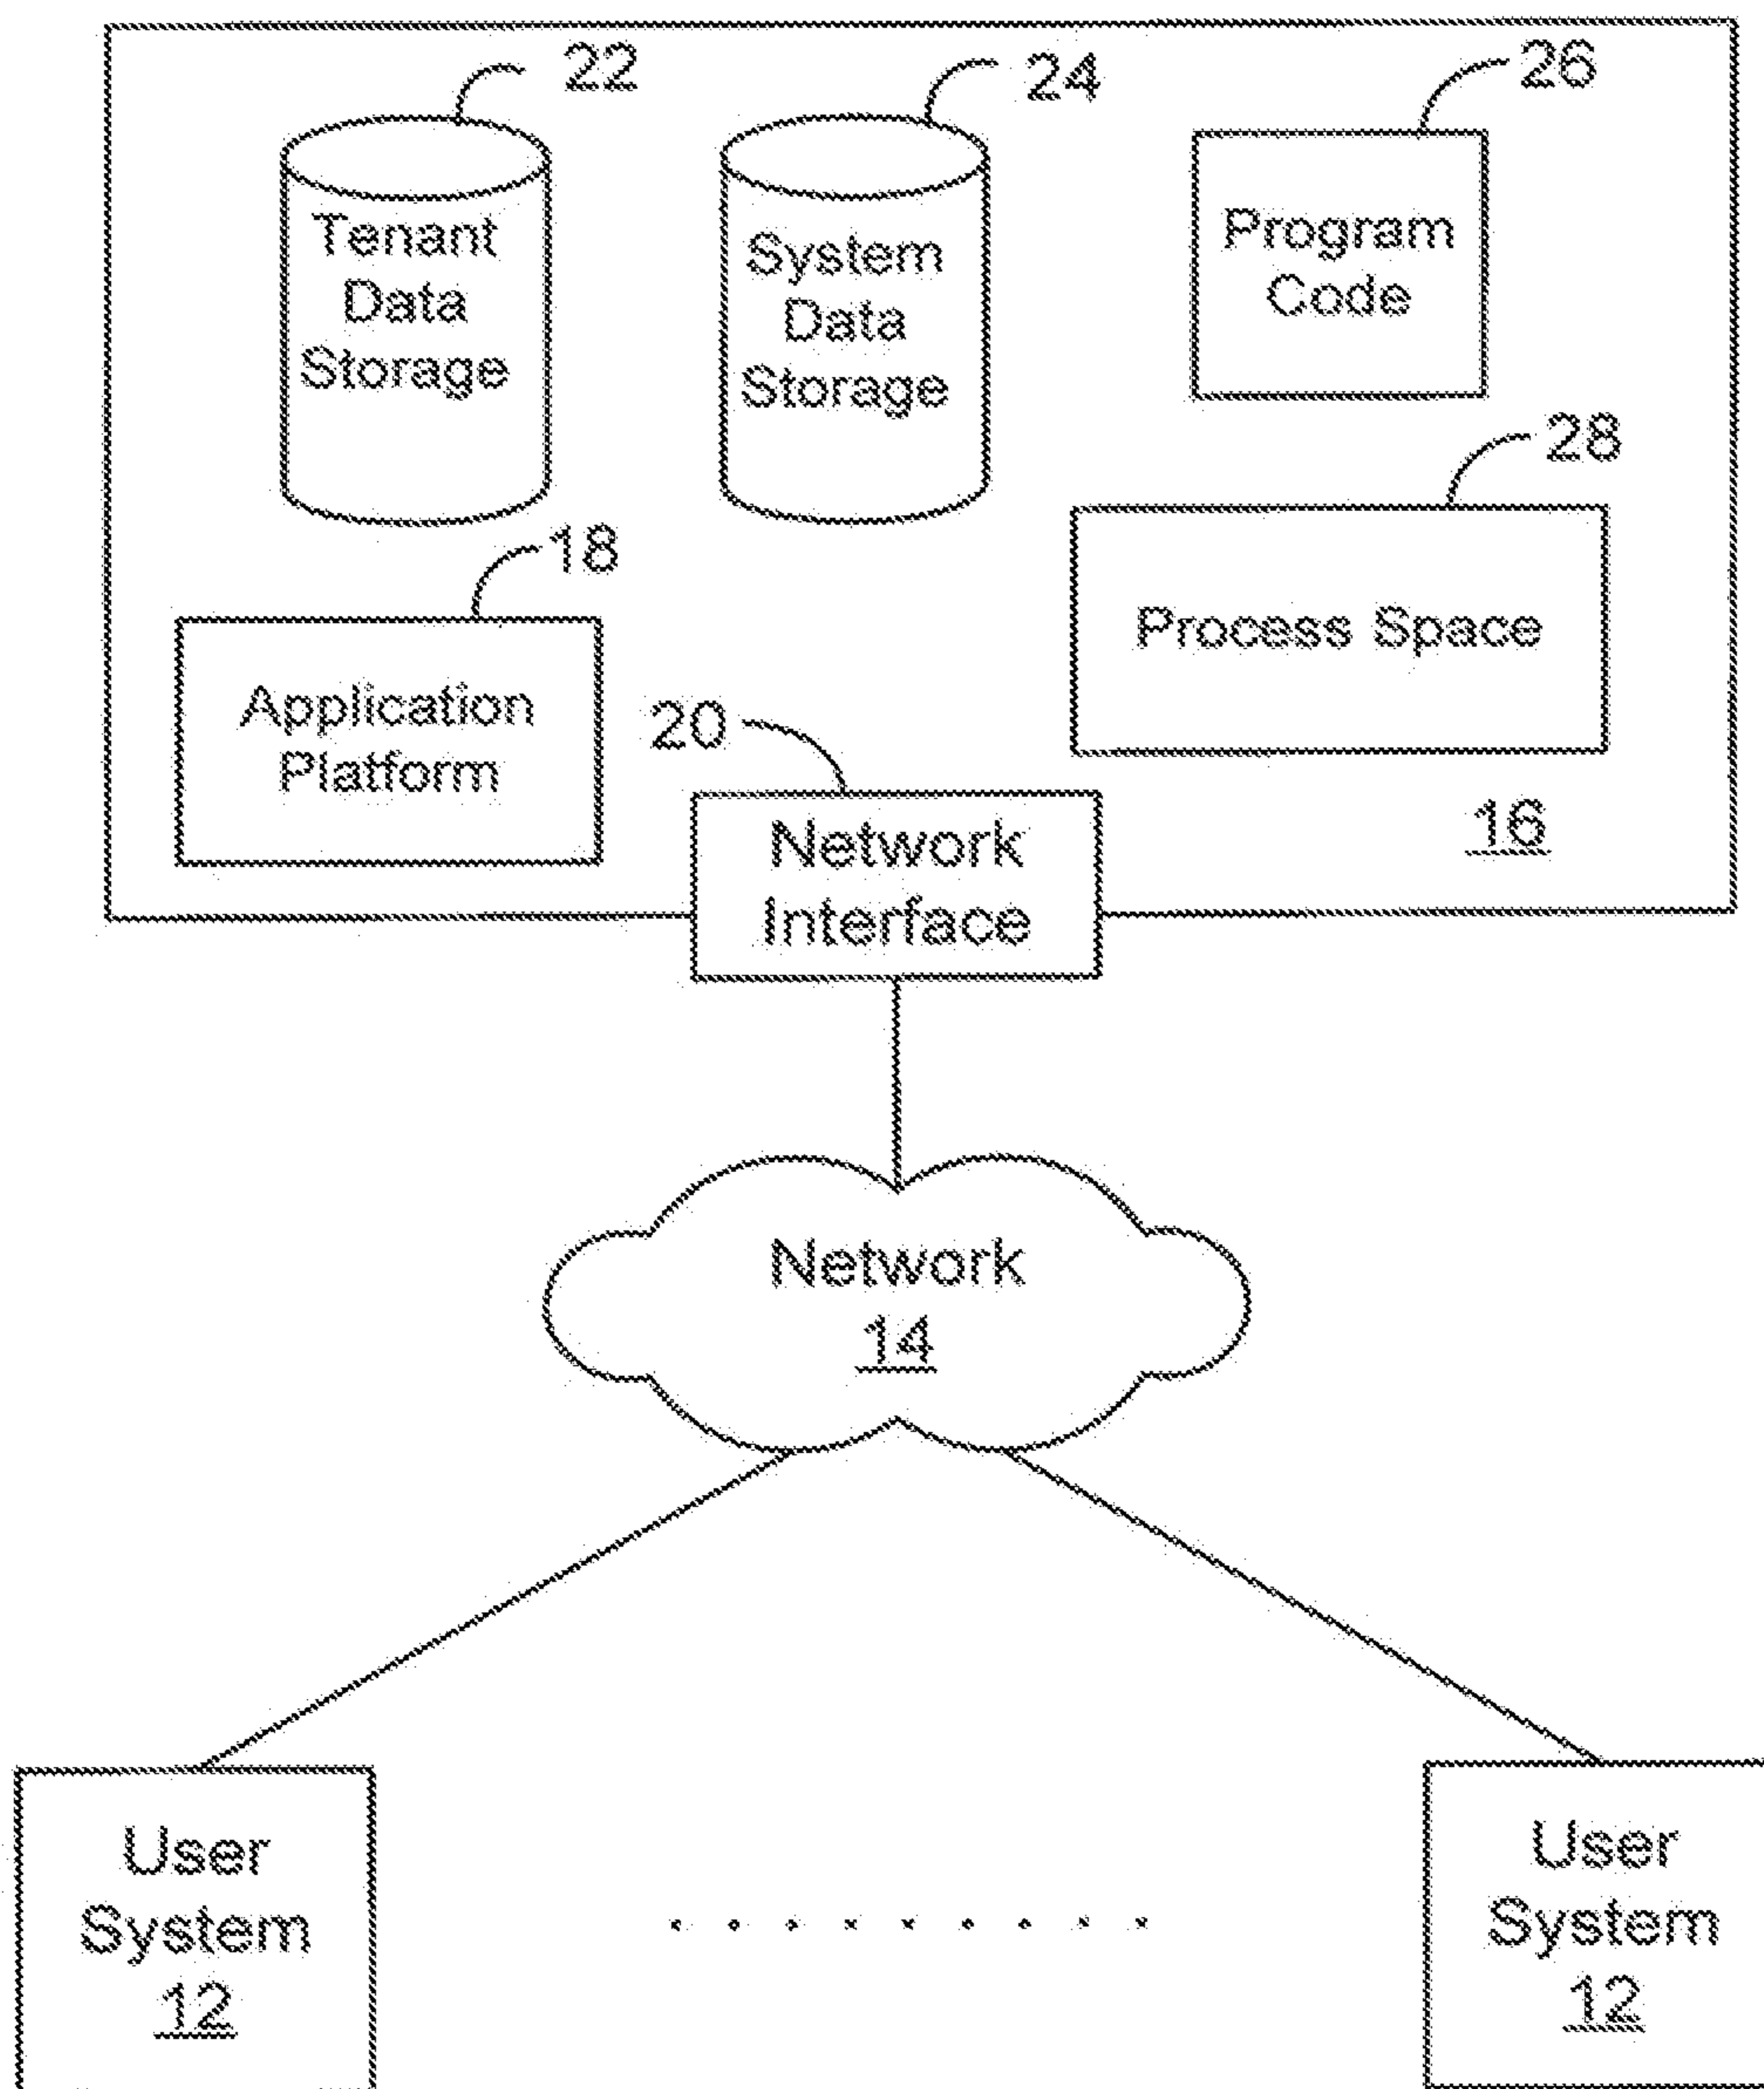 22
24
26
Tenant
Data
Storage
System
Data
Storage
Program
Code
28
18
Process Space
Application
Platform
20
16
Network
Interface
Network
14
User
System
12
. . . . . . . . .
User
System
12